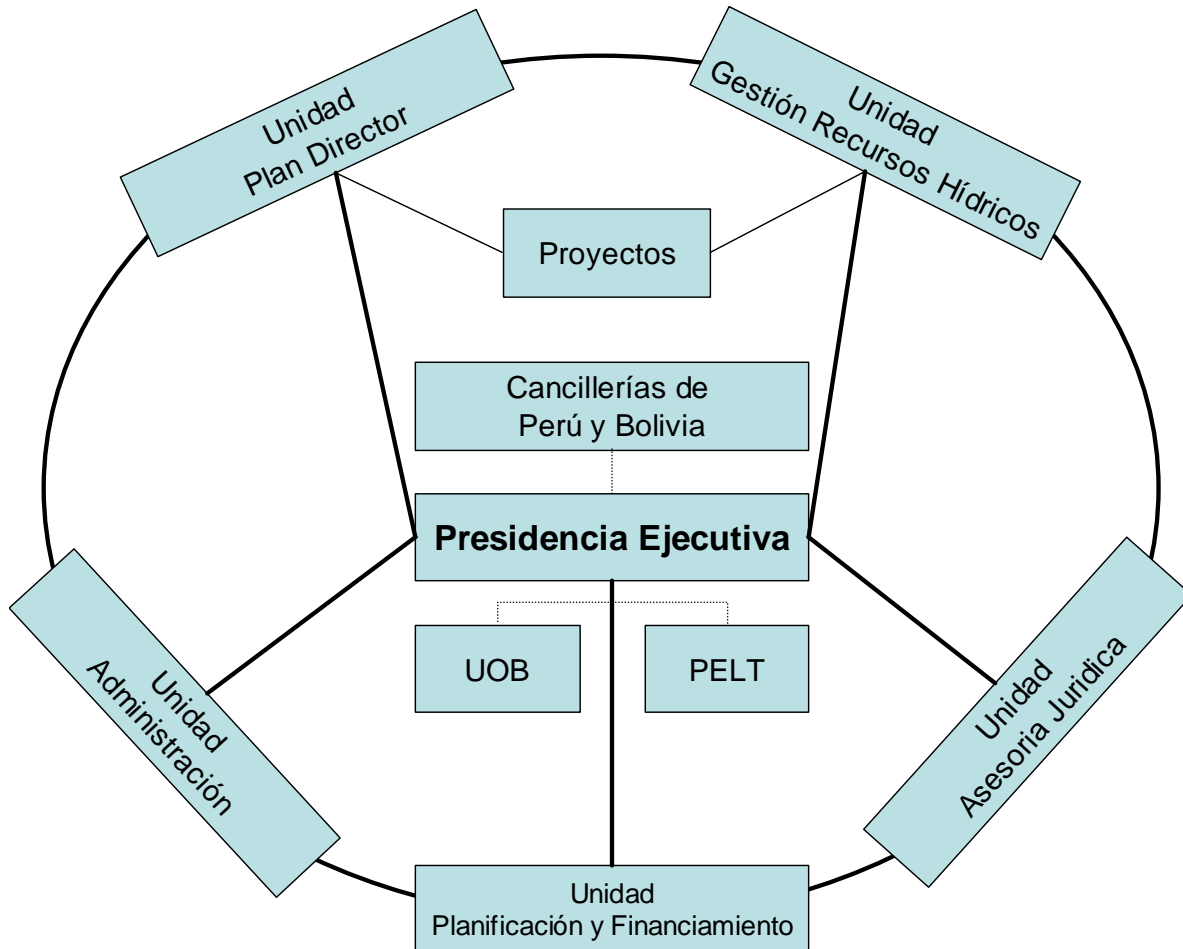 Unidad
Plan Director
Unidad
Gestión Recursos Hídricos
Proyectos
Cancillerías de
Perú y Bolivia
Presidencia Ejecutiva
UOB
PELT
Unidad
Administración
Unidad
Asesoria Juridica
Unidad
Planificación y Financiamiento